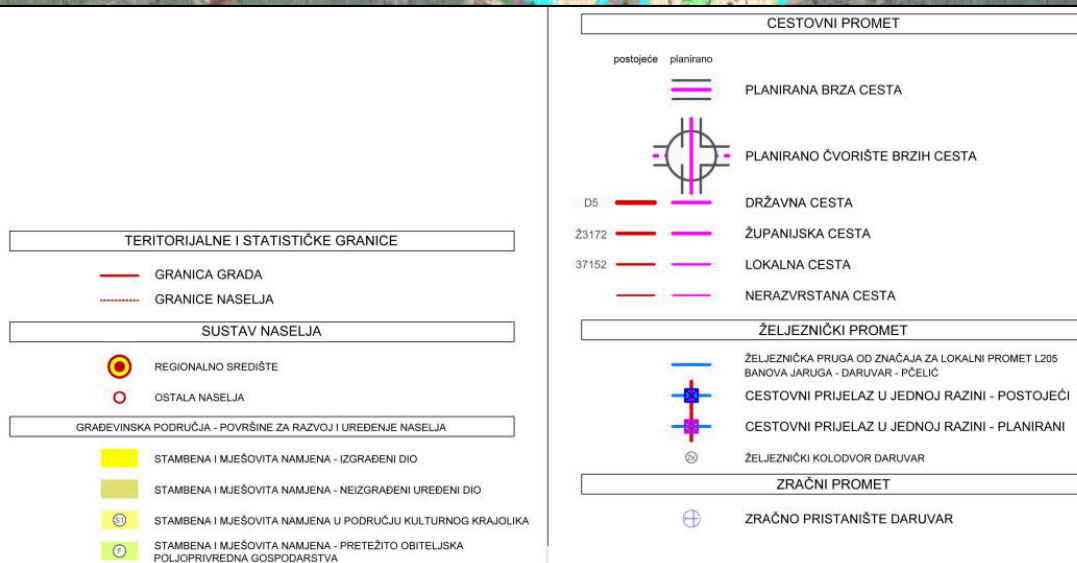 TERITORIJALNE I STATISTIČKE GRANICE
GRANICA GRADA
GRANICE NASELJA
SUSTAV NASELJA
REGIONALNO SREDIŠTE
OSTALA NASELJA
GRAĐEVINSKA PODRUČJA - POVRŠINE ZA RAZVOJ I UREĐENJE NASELJA
STAMBENA I MJEŠOVITA NAMJENA - IZGRAĐENI DIO
STAMBENA I MJEŠOVITA NAMJENA - NEIZGRAĐENI UREĐENI DIO
S1 STAMBENA I MJEŠOVITA NAMJENA U PODRUČJU KULTURNOG KRAJOLIKA
F STAMBENA I MJEŠOVITA NAMJENA - PRETEŽITO OBITELJSKA
POLJOPRIVREDNA GOSPODARSTVA
CESTOVNI PROMET
postojeće planirano
PLANIRANA BRZA CESTA
PLANIRANO ČVORIŠTE BRZIH CESTA
D5 DRŽAVNA CESTA
Ž3172 ŽUPANIJSKA CESTA
37152 LOKALNA CESTA
NERAZVRSTANA CESTA
ŽELJEZNIČKI PROMET
ŽELJEZNIČKA PRUGA OD ZNAČAJA ZA LOKALNI PROMET L205
BANOVA JARUGA - DARUVAR - PČELIĆ
CESTOVNI PRIJELAZ U JEDNOJ RAZINI - POSTOJEĆI
CESTOVNI PRIJELAZ U JEDNOJ RAZINI - PLANIRANI
ŽK ŽELJEZNIČKI KOLODVOR DARUVAR
ZRAČNI PROMET
ZRAČNO PRISTANIŠTE DARUVAR